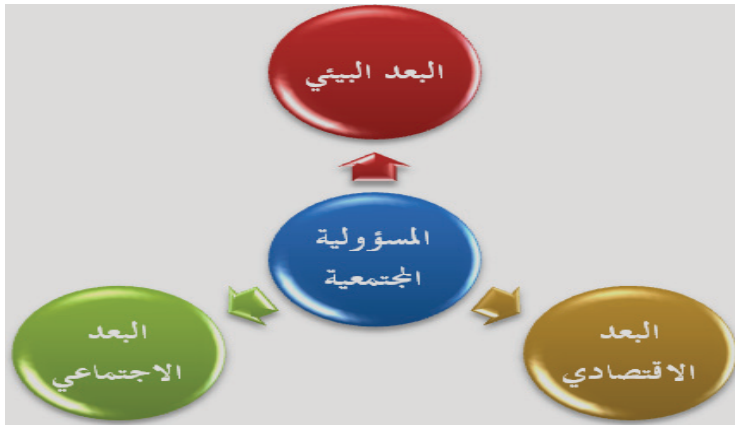 البعد البيئي
المسؤولية
المجتمعية
البعد
الاقتصادي
البعد
الاجتماعي